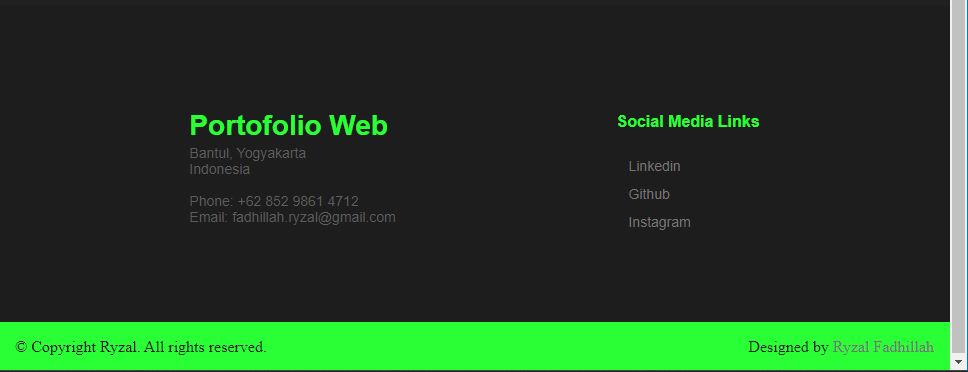 Portofolio Web
Bantul, Yogyakarta
Indonesia
Phone: +62 852 9861 4712
Email: fadhillah.ryzal@gmail.com
Social Media Links
Linkedin
Github
Instagram
© Copyright Ryzal. All rights reserved.
Designed by Ryzal Fadhillah